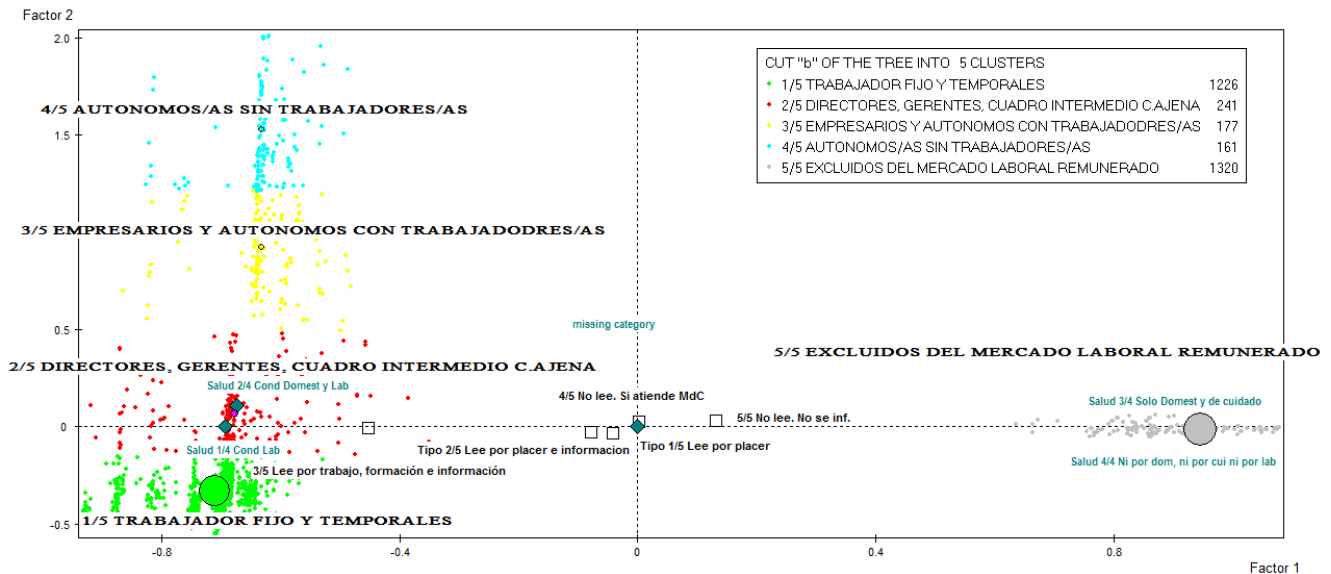 Factor 2
2.0
CUT "b" OF THE TREE INTO 5 CLUSTERS
1/5 TRABAJADOR FIJO Y TEMPORALES 1226
2/5 DIRECTORES, GERENTES, CUADRO INTERMEDIO C.AJENA 241
3/5 EMPRESARIOS Y AUTONOMOS CON TRABAJADODRES/AS 177
4/5 AUTONOMOS/AS SIN TRABAJADORES/AS 161
5/5 EXCLUIDOS DEL MERCADO LABORAL REMUNERADO 1320
4/5 AUTONOMOS/AS SIN TRABAJADORES/AS
1.5
3/5 EMPRESARIOS Y AUTONOMOS CON TRABAJADODRES/AS
0.5
missing category
5/5 EXCLUIDOS DEL MERCADO LABORAL REMUNERADO
2/5 DIRECTORES, GERENTES, CUADRO INTERMEDIO C.AJENA
Salud 2/4 Cond Domest y Lab
4/5 No lee. Si atiende MdC
Salud 3/4 Solo Domest y de cuidado
5/5 No lee. No se inf.
0
Salud 1/4 Cond Lab
Tipo 2/5 Lee por placer e informacion
Tipo 1/5 Lee por placer
Salud 4/4 Ni por dom, ni por cui ni por lab
3/5 Lee por trabajo, formación e información
1/5 TRABAJADOR FIJO Y TEMPORALES
-0.5
-0.8
-0.4
0
0.4
0.8
Factor 1